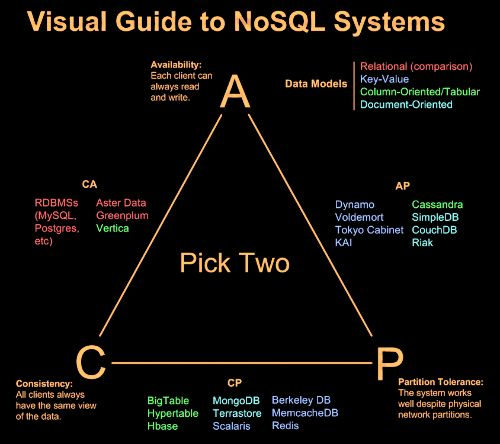 Visual Guide to NoSQL Systems
Availability:
Each client can
always read
and write.
A
Data Models
Relational (comparison)
Key-Value
Column-Oriented/Tabular
Document-Oriented
CA
RDBMSs
(MySQL,
Postgres,
etc)
Aster Data
Greenplum
Vertica
AP
Dynamo
Voldemort
Tokyo Cabinet
KAI
Cassandra
SimpleDB
CouchDB
Riak
Pick Two
C
Consistency:
All clients always
have the same view
of the data.
CP
BigTable
Hypertable
Hbase
MongoDB
Terrastore
Scalaris
Berkeley DB
MemcacheDB
Redis
P
Partition Tolerance:
The system works
well despite physical
network partitions.